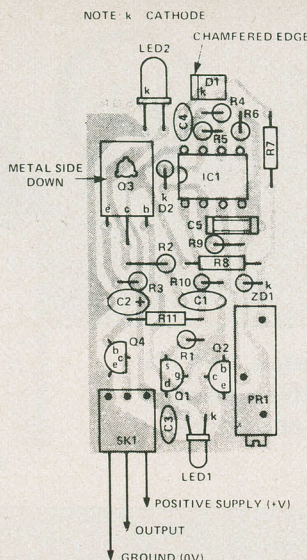 NOTE: k CATHODE
CHAMFERED EDGE
LED2
k
D1
k
C4
R4
R6
R5
R7
METAL SIDE
DOWN
Q3
IC1
e c b
k
D2
C5
R9
R2
R8
R3
R10
k
C2 +
C1
ZD1
R11
Q4
b
c
e
R1
Q2
s
d g
b
c
e
Q1
PR1
C3
k
SK1
LED1
POSITIVE SUPPLY (+V)
OUTPUT
GROUND (0V)